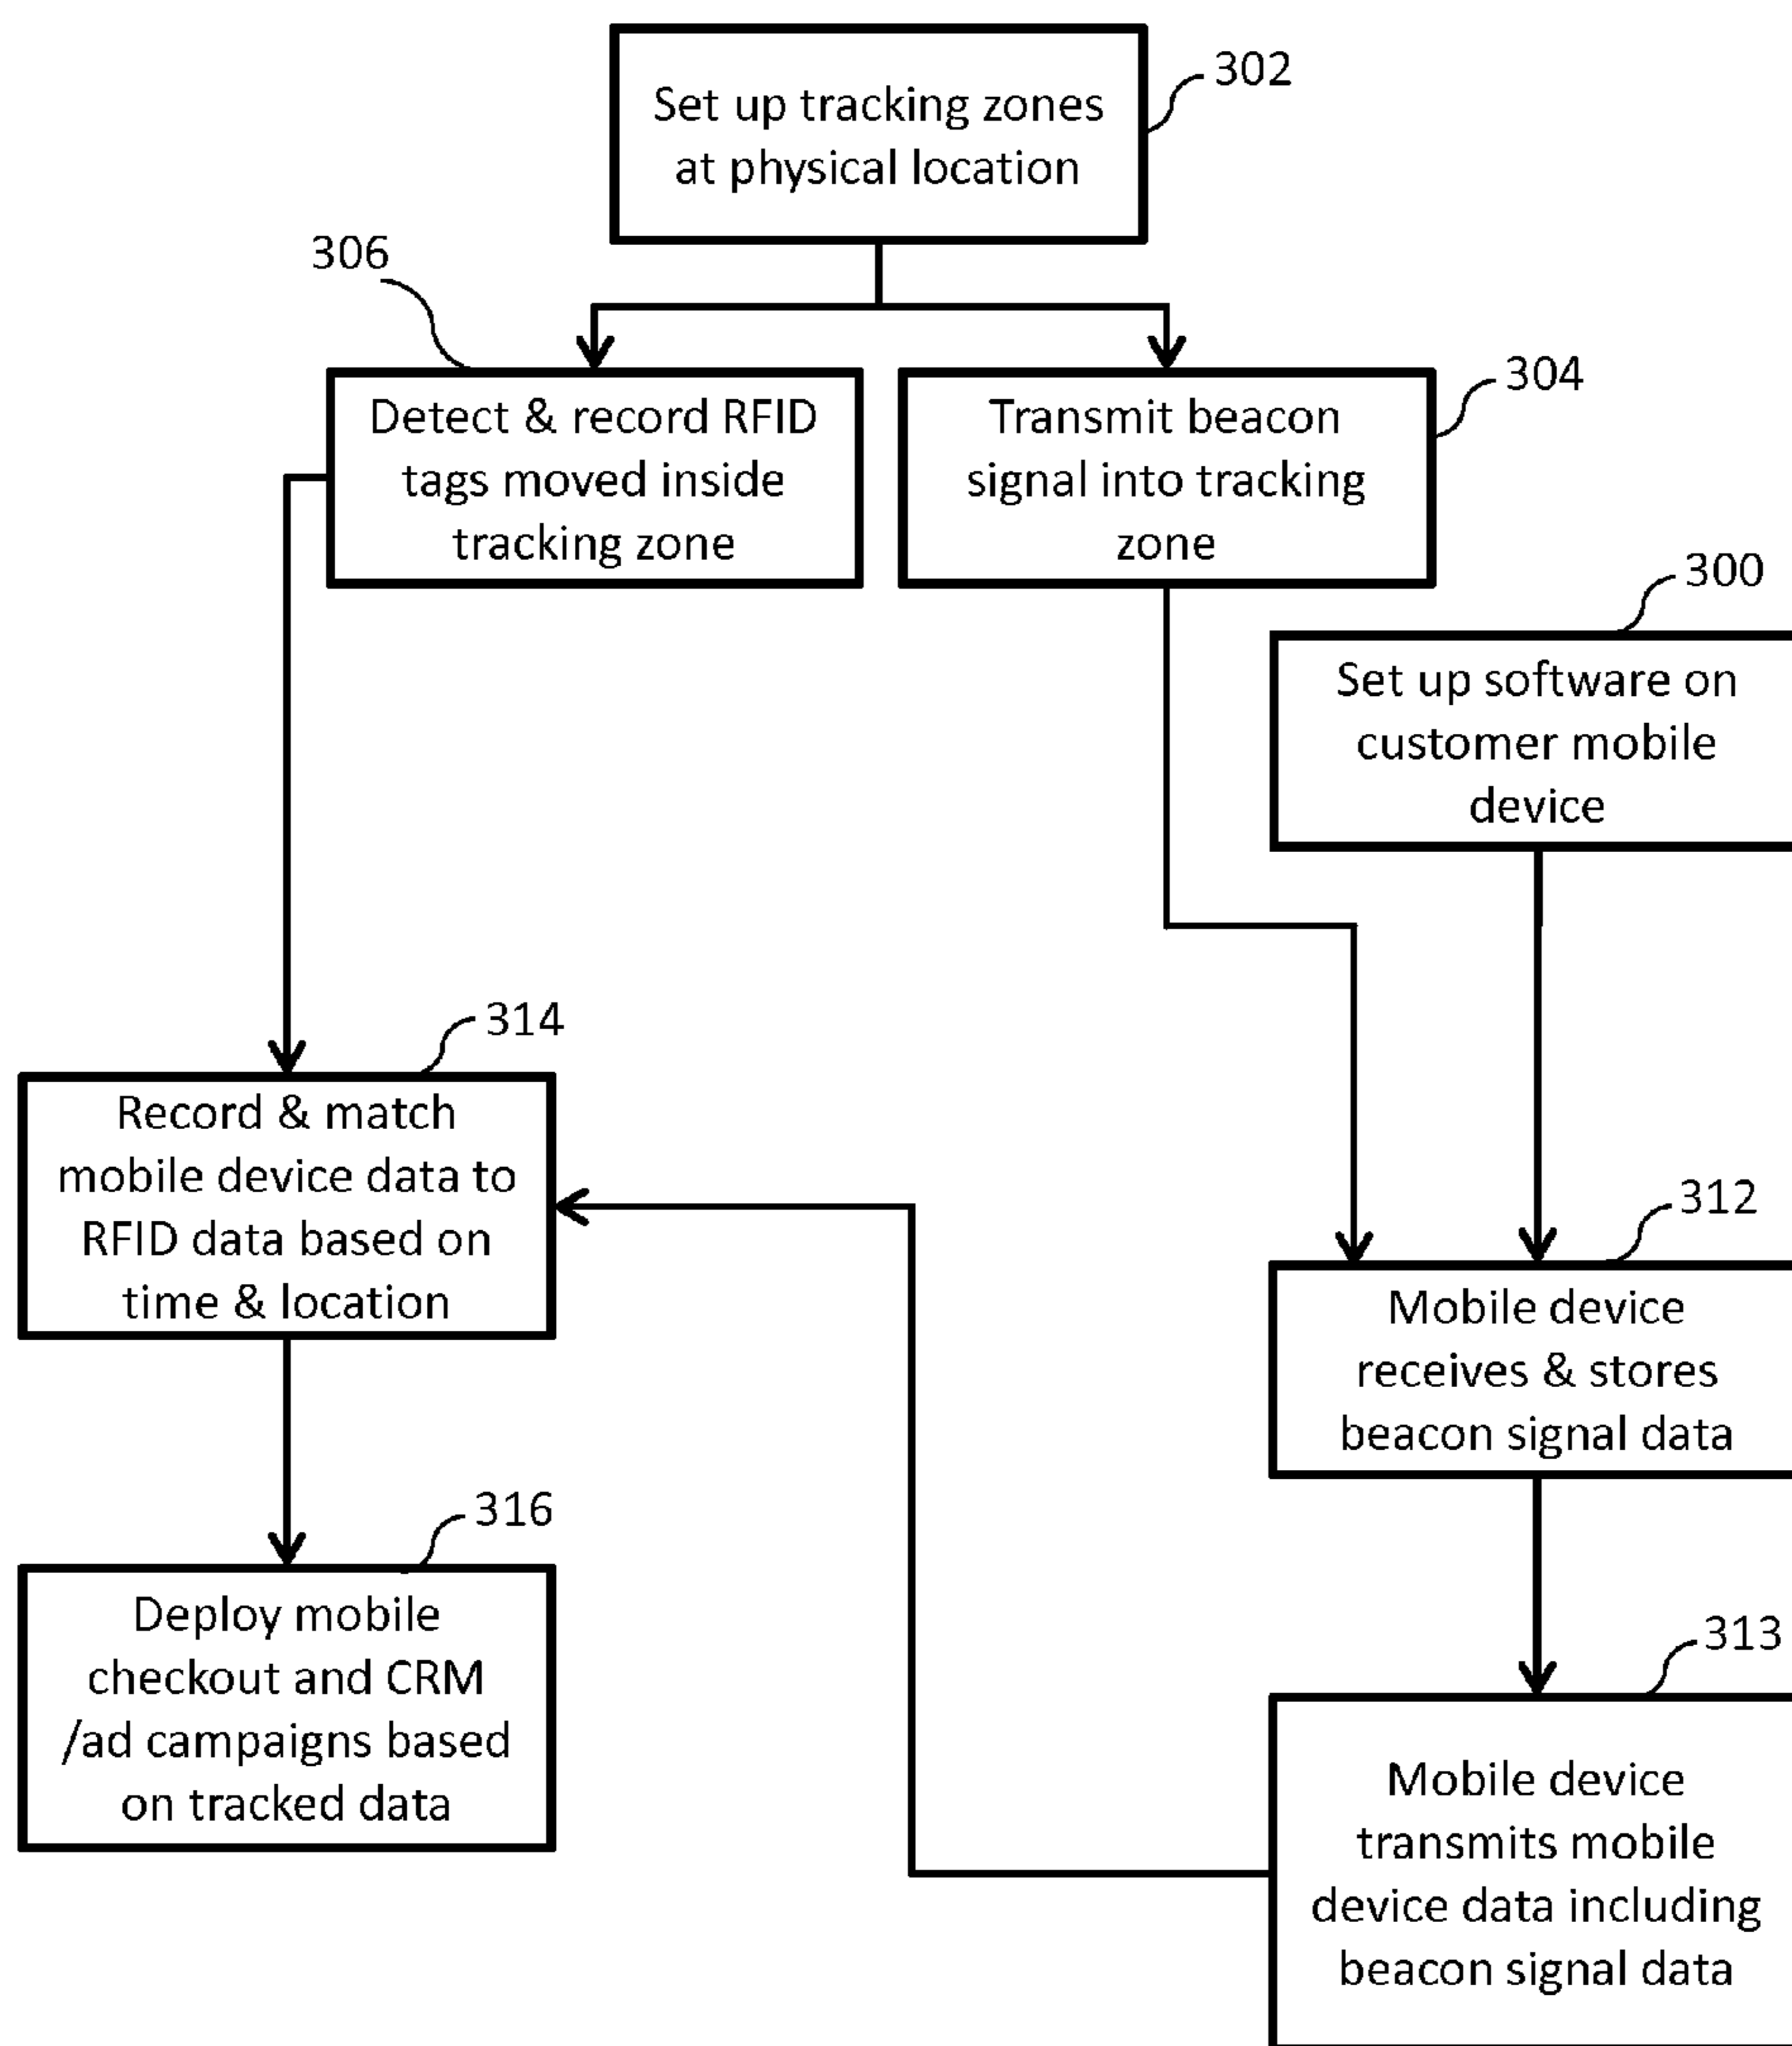 302
Set up tracking zones
at physical location
306
Detect & record RFID
tags moved inside
tracking zone
304
Transmit beacon
signal into tracking
zone
300
Set up software on
customer mobile
device
314
Record & match
mobile device data to
RFID data based on
time & location
312
Mobile device
receives & stores
beacon signal data
316
Deploy mobile
checkout and CRM
/ad campaigns based
on tracked data
313
Mobile device
transmits mobile
device data including
beacon signal data